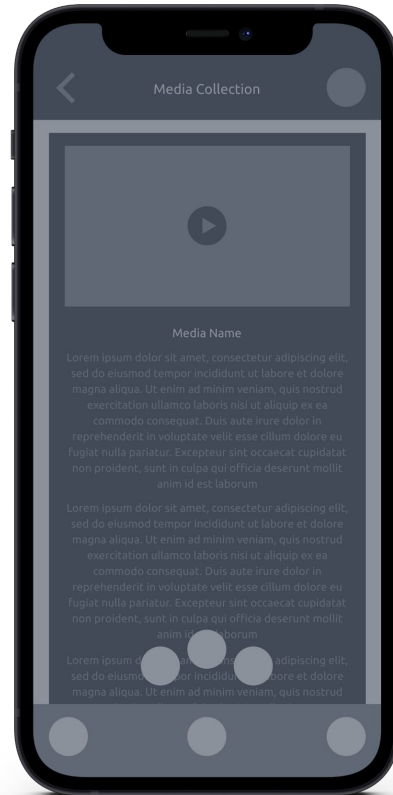 Media Collection
Media Name
Lorem ipsum dolor sit amet, consectetur adipiscing elit,
sed do eiusmod tempor incididunt ut labore et dolore
magna aliqua. Ut enim ad minim veniam, quis nostrud
exercitation ullamco laboris nisi ut aliquip ex ea
commodo consequat. Duis aute irure dolor in
reprehenderit in voluptate velit esse cillum dolore eu
fugiat nulla pariatur. Excepteur sint occaecat cupidatat
non proident, sunt in culpa qui officia deserunt mollit
anim id est laborum
Lorem ipsum dolor sit amet, consectetur adipiscing elit,
sed do eiusmod tempor incididunt ut labore et dolore
magna aliqua. Ut enim ad minim veniam, quis nostrud
exercitation ullamco laboris nisi ut aliquip ex ea
commodo consequat. Duis aute irure dolor in
reprehenderit in voluptate velit esse cillum dolore eu
fugiat nulla pariatur. Excepteur sint occaecat cupidatat
non proident, sunt in culpa qui officia deserunt mollit
anim laborum
Lorem ipsum adipiscing elit,
sed do eiusmod por incididunt labore et dolore
magna aliqua. Ut enim ad minim veniam, quis nostrud